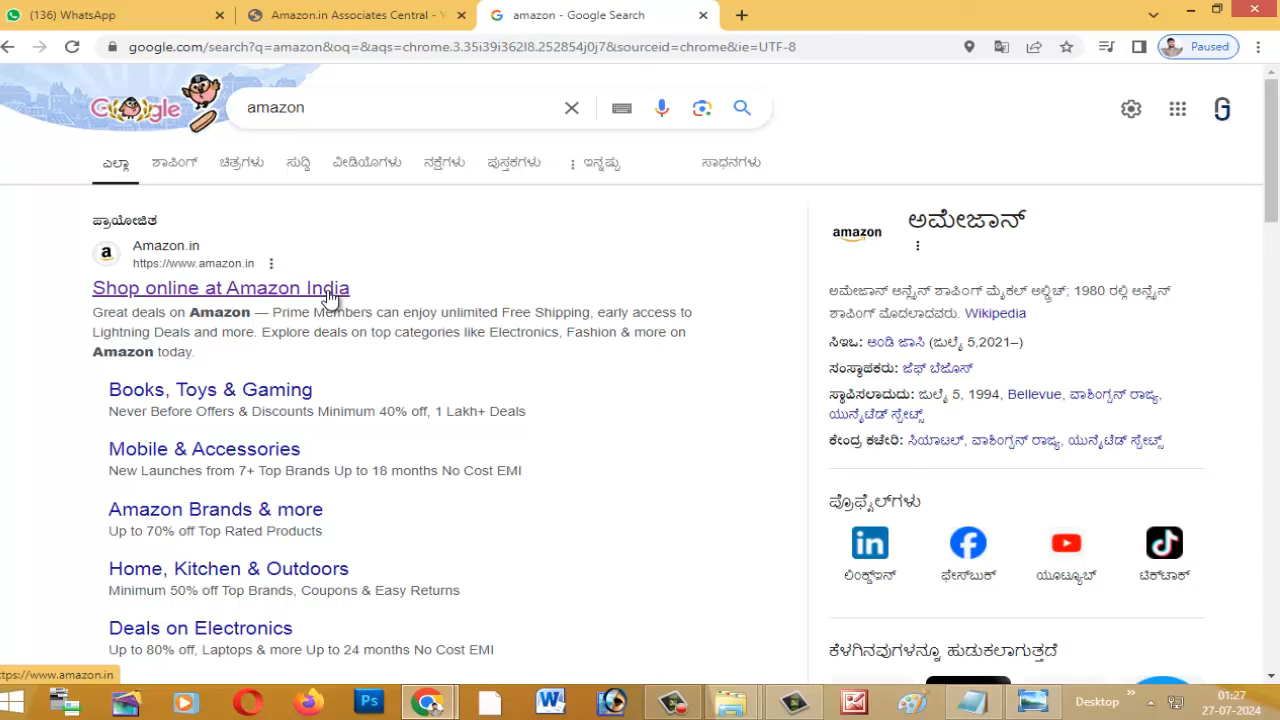 (136) WhatsApp
Amazon.in Associates Central -
amazon - Google Search
google.com/search?q=amazon&oq=&aqs=chrome.3.35i39i362l8.252854j0j7&sourceid=chrome&ie=UTF-8
Paused
Google
amazon
ಎಲ್ಲಾ ಶಾಪಿಂಗ್ ಚಿತ್ರಗಳು ಸುದ್ದಿ ವೀಡಿಯೊಗಳು ನಕ್ಷೆಗಳು ಪುಸ್ತಕಗಳು ಇನ್ನಷ್ಟು ಸಾಧನಗಳು
ಪ್ರಾಯೋಜಿತ
Amazon.in
https://www.amazon.in
Shop online at Amazon India
Great deals on Amazon — Prime Members can enjoy unlimited Free Shipping, early access to
Lightning Deals and more. Explore deals on top categories like Electronics, Fashion & more on
Amazon today.
Books, Toys & Gaming
Never Before Offers & Discounts Minimum 40% off, 1 Lakh+ Deals
Mobile & Accessories
New Launches from 7+ Top Brands Up to 18 months No Cost EMI
Amazon Brands & more
Up to 70% off Top Rated Products
Home, Kitchen & Outdoors
Minimum 50% off Top Brands, Coupons & Easy Returns
Deals on Electronics
Up to 80% off, Laptops & more Up to 24 months No Cost EMI
amazon
ಅಮೇಜಾನ್
ಅಮೇಜಾನ್ ಆನ್ಲೈನ್ ಶಾಪಿಂಗ್ ಮೈಕಲ್ ಆಲ್ಡ್ರಿಚ್; 1980 ರಲ್ಲಿ ಆನ್ಲೈನ್
ಶಾಪಿಂಗ್ ಮೊದಲಾದವರು. Wikipedia
ಸಿಇಒ: ಆಂಡಿ ಜಾಸಿ (ಜುಲೈ 5,2021–)
ಸಂಸ್ಥಾಪಕರು: ಜೆಫ್ ಬೆಜೊಸ್
ಸ್ಥಾಪಿಸಲಾದುದು: ಜುಲೈ 5, 1994, Bellevue, ವಾಶಿಂಗ್ಟನ್ ರಾಜ್ಯ,
ಯುನೈಟೆಡ್ ಸ್ಟೇಟ್ಸ್
ಕೇಂದ್ರ ಕಚೇರಿ: ಸಿಯಾಟಲ್, ವಾಶಿಂಗ್ಟನ್ ರಾಜ್ಯ, ಯುನೈಟೆಡ್ ಸ್ಟೇಟ್ಸ್
ಪ್ರೊಫೈಲ್‌ಗಳು
ಲಿಂಕ್ಡ್‌ಇನ್ ಫೇಸ್‌ಬುಕ್ ಯೂಟ್ಯೂಬ್ ಟಿಕ್‌ಟಾಕ್
ಕೆಳಗಿನವುಗಳನ್ನೂ ಹುಡುಕಲಾಗುತ್ತದೆ
ttps://www.amazon.in
Desktop
01:27
27-07-2024